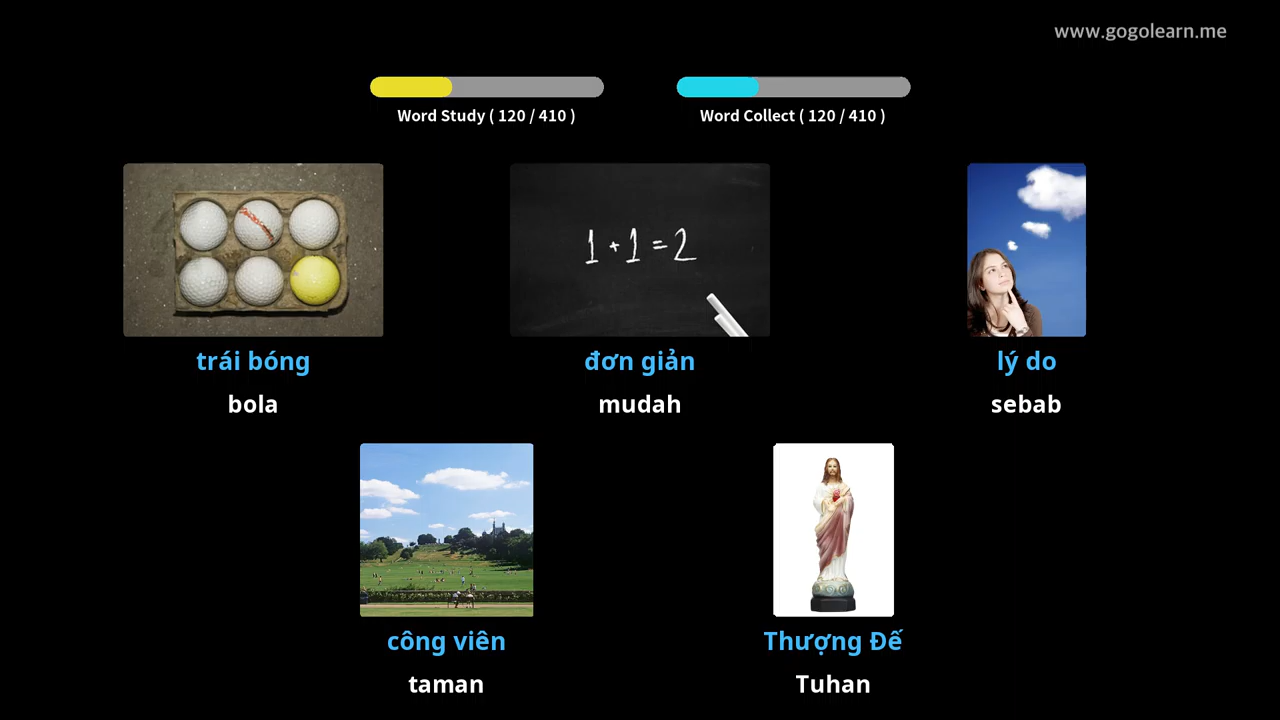 www.gogolearn.me
Word Study ( 120 / 410 )
Word Collect ( 120 / 410 )
1 + 1 = 2
trái bóng
bola
đơn giản
mudah
lý do
sebab
công viên
taman
Thượng Đế
Tuhan